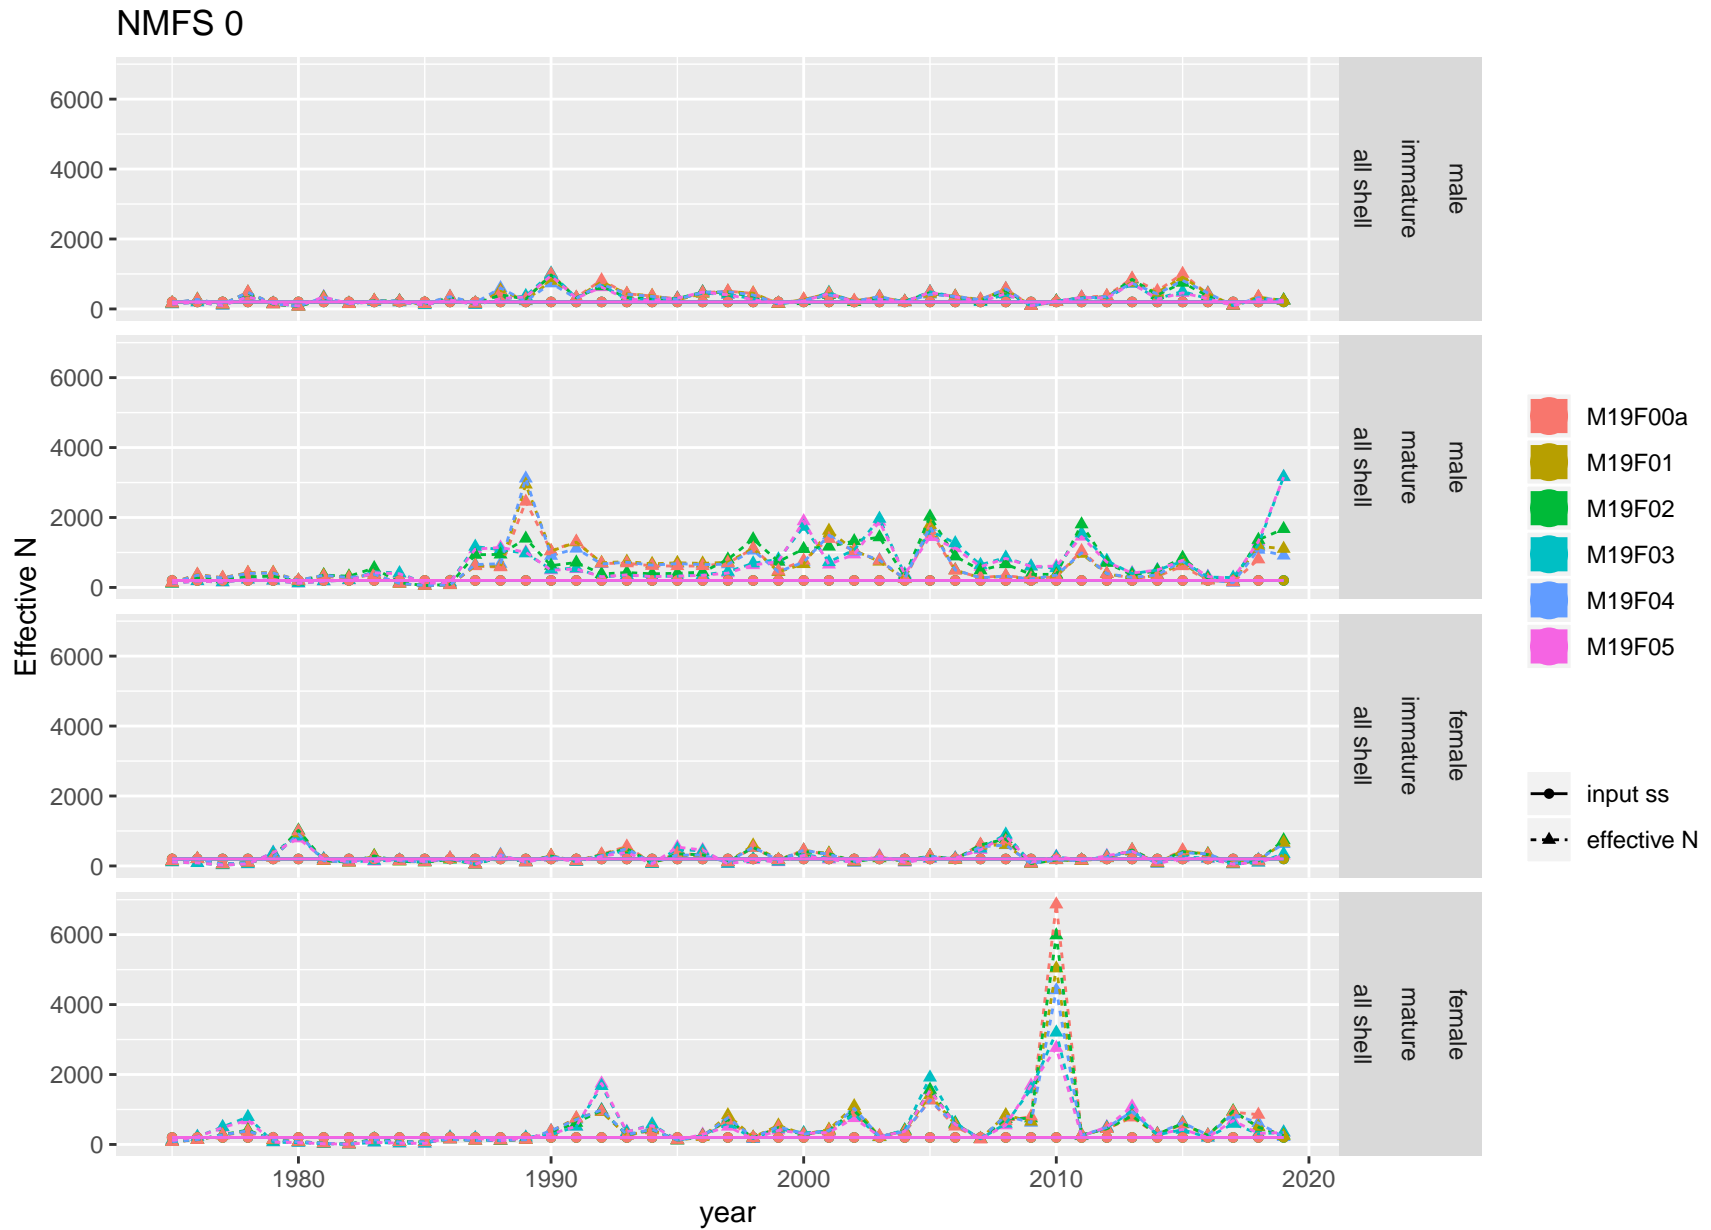 NMFS 0
Effective N
6000
4000
2000
0
male
immature
all shell
6000
4000
2000
0
male
mature
all shell
6000
4000
2000
0
female
immature
all shell
6000
4000
2000
0
female
mature
all shell
1980
1990
2000
2010
2020
year
M19F00a
M19F01
M19F02
M19F03
M19F04
M19F05
input ss
effective N